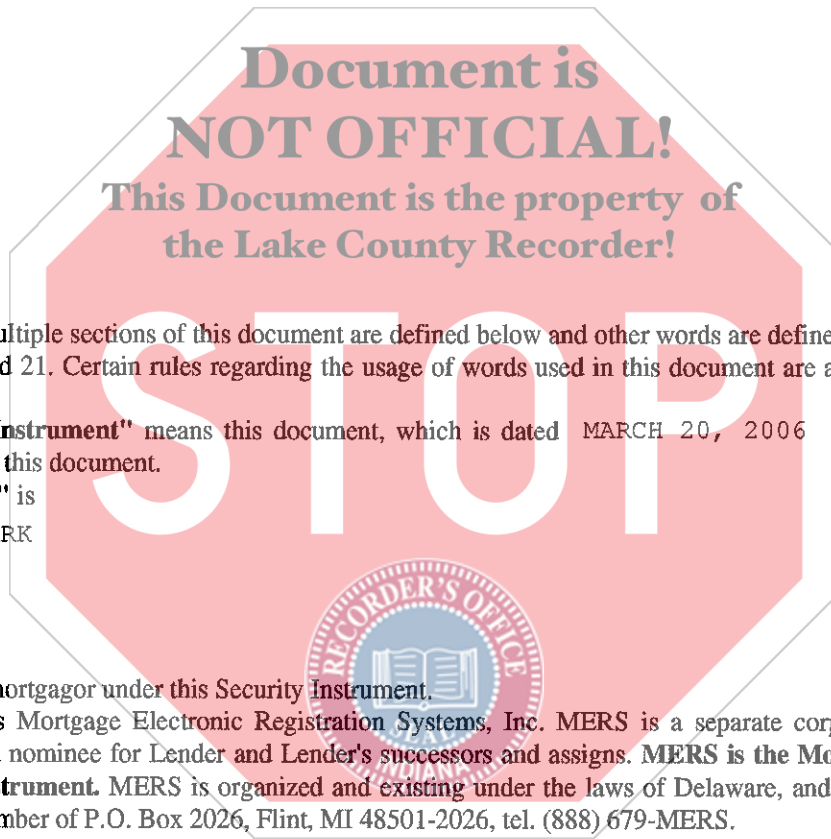 Document is
NOT OFFICIAL!
This Document is the property of
the Lake County Recorder!
ultiple sections of this document are defined below and other words are define
d 21. Certain rules regarding the usage of words used in this document are a
nstrument" means this document, which is dated MARCH 20, 2006
this document.
" is
RK
STOP
RECORDER'S OFFICE
SEAL
INDIANA
ortgagor under this Security Instrument.
s Mortgage Electronic Registration Systems, Inc. MERS is a separate corp
nominee for Lender and Lender's successors and assigns. MERS is the Mo
trument. MERS is organized and existing under the laws of Delaware, and
mber of P.O. Box 2026, Flint, MI 48501-2026, tel. (888) 679-MERS.